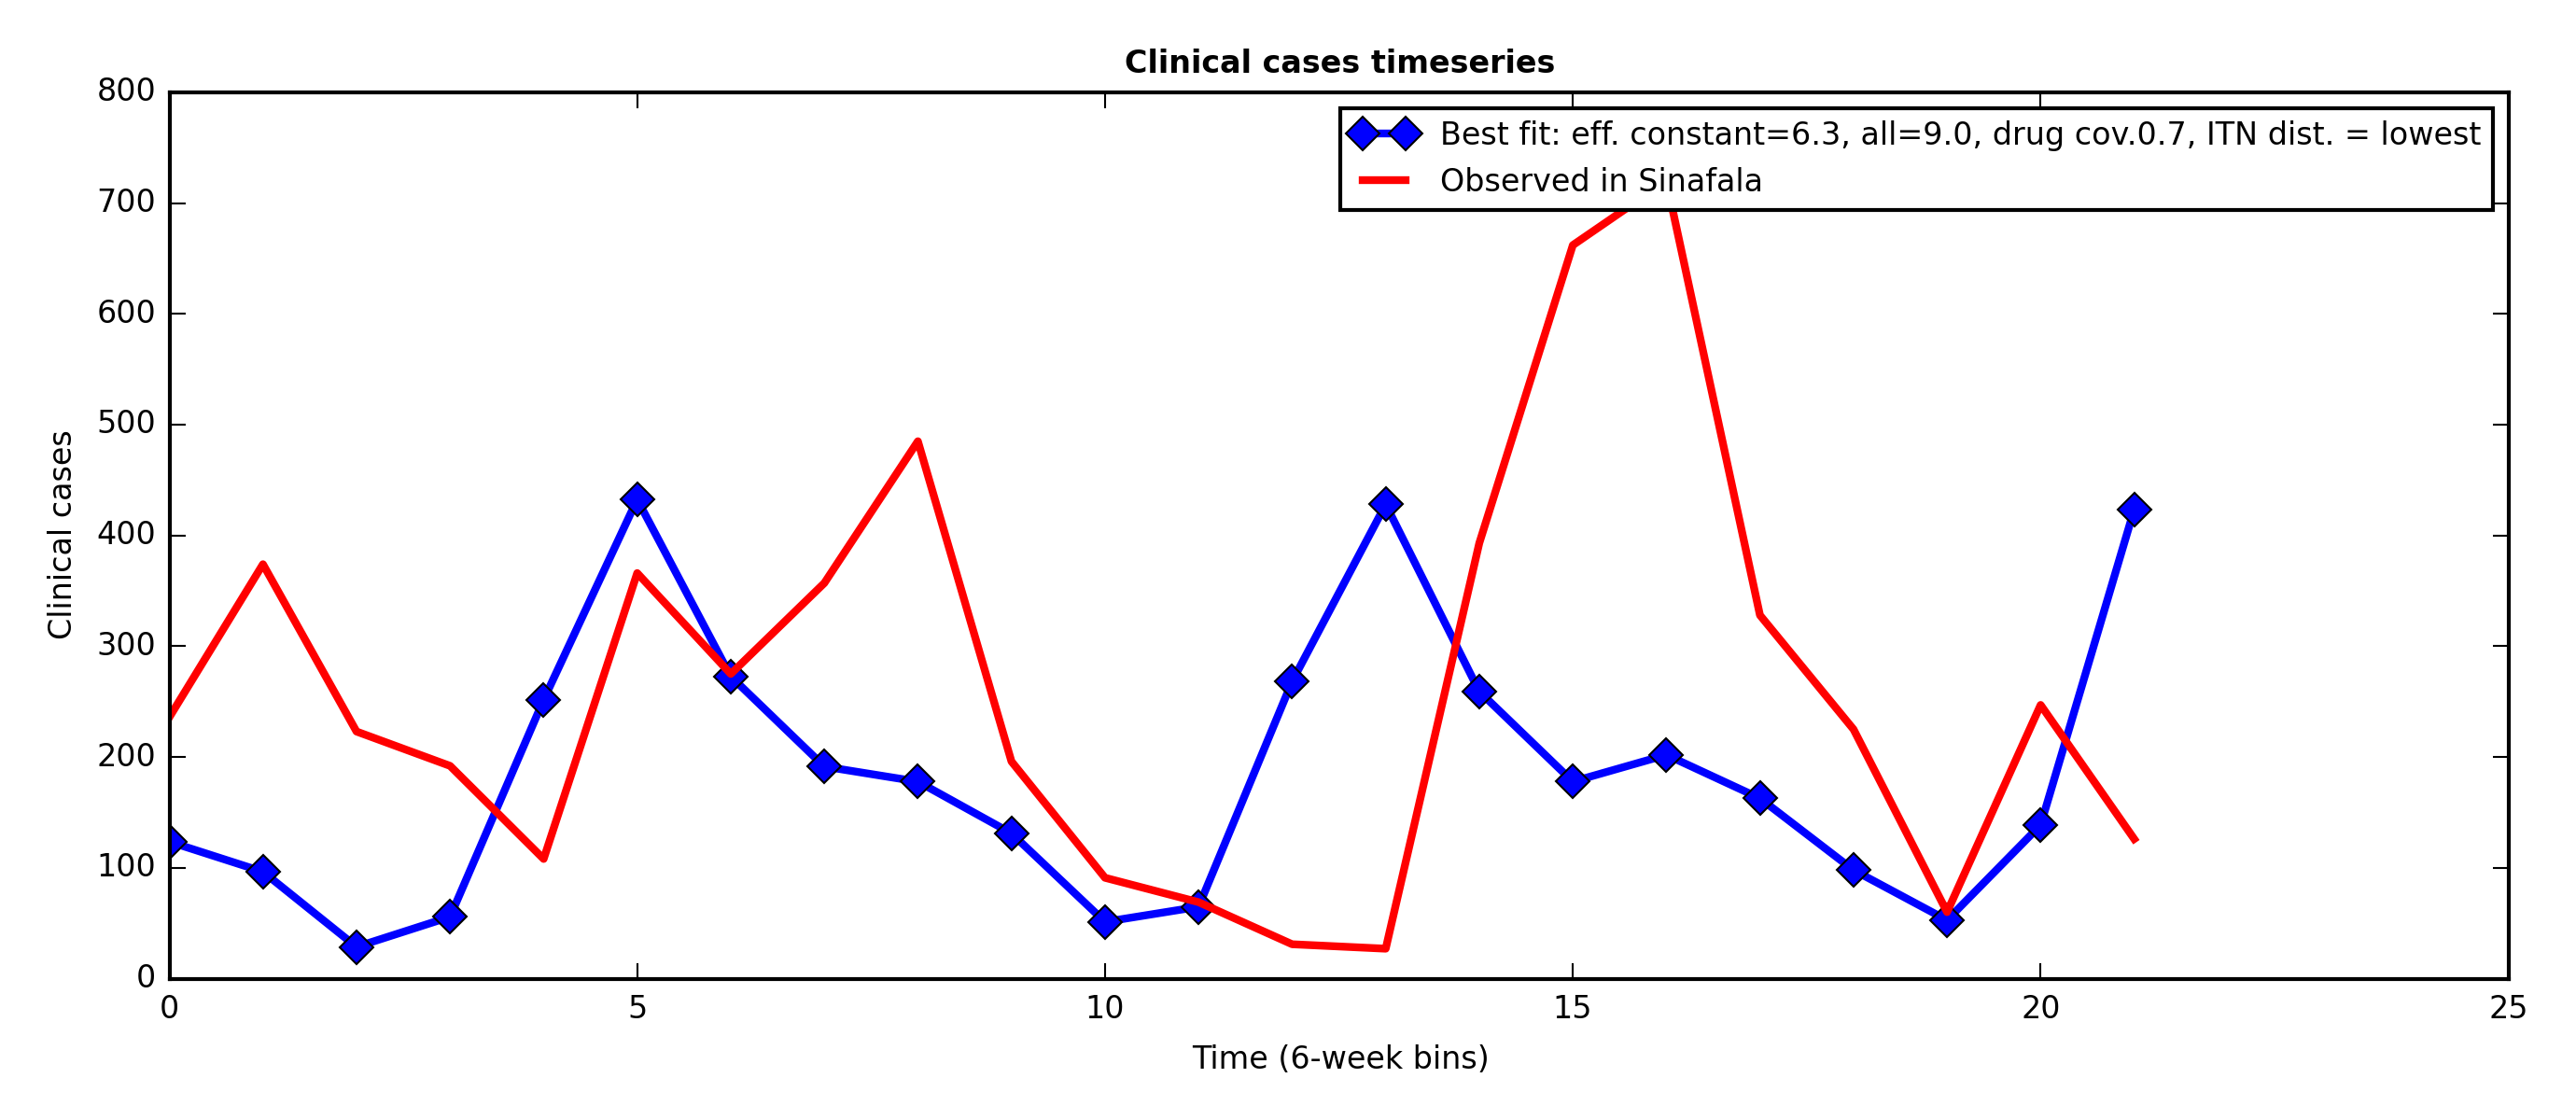 Clinical cases timeseries
800
700
600
500
400
300
200
100
0
Clinical cases
Best fit: eff. constant=6.3, all=9.0, drug cov.0.7, ITN dist. = lowest
Observed in Sinafala
0 5 10 15 20 25
Time (6-week bins)